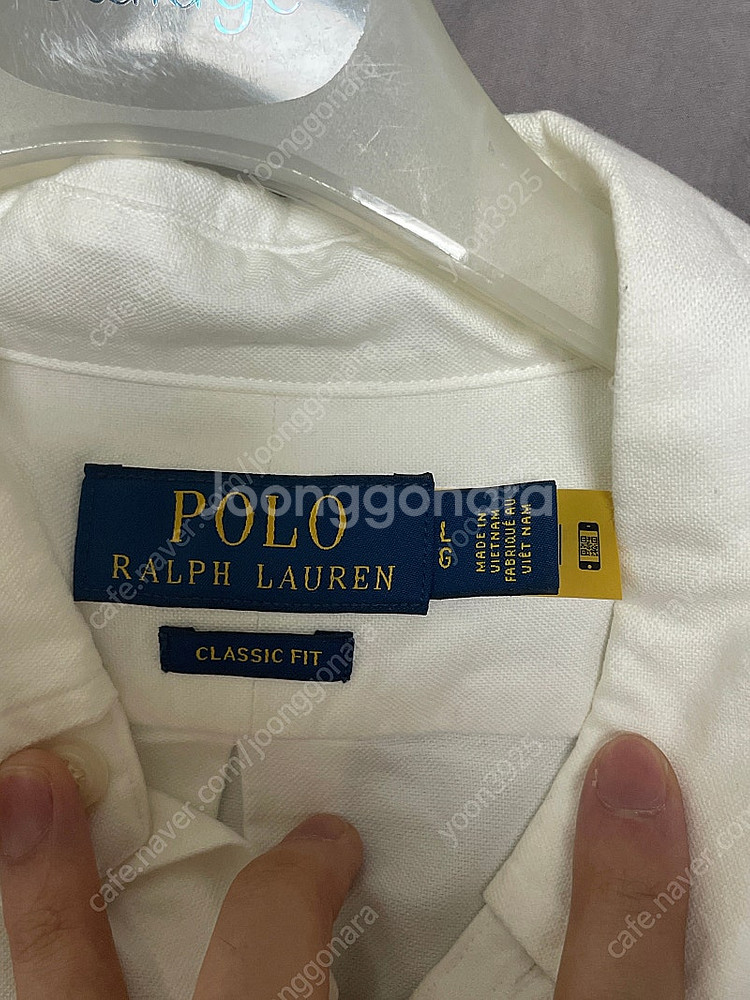 POLO
RALPH LAUREN
L
G
MADE IN
VIETNAM
FABRIQUÉ AU
VIÊT NAM
CLASSIC FIT
Joonggonara
cafe.naver.com/joonggonara
yoon3925